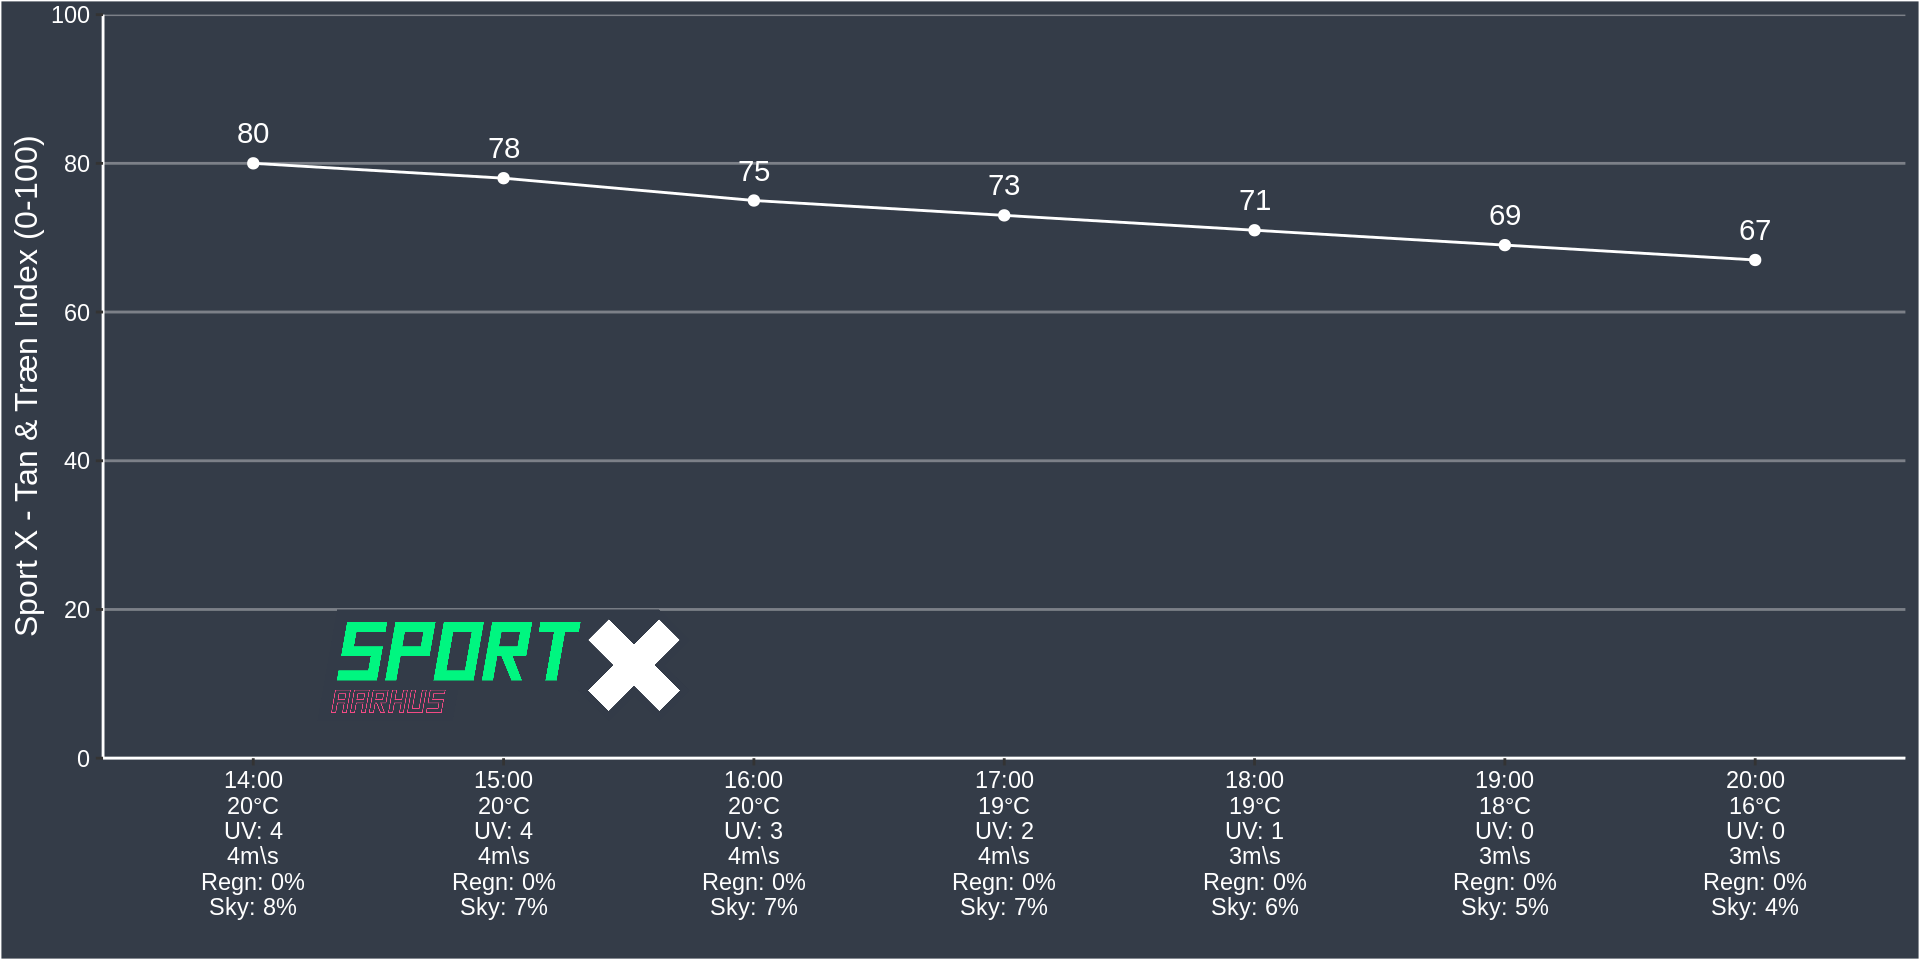 Sport X - Tan & Træn Index (0-100)
100
80
60
40
20
0
80
78
75
73
71
69
67
SPORT X
AARHUS
14:00
20°C
UV: 4
4m\s
Regn: 0%
Sky: 8%
15:00
20°C
UV: 4
4m\s
Regn: 0%
Sky: 7%
16:00
20°C
UV: 3
4m\s
Regn: 0%
Sky: 7%
17:00
19°C
UV: 2
4m\s
Regn: 0%
Sky: 7%
18:00
19°C
UV: 1
3m\s
Regn: 0%
Sky: 6%
19:00
18°C
UV: 0
3m\s
Regn: 0%
Sky: 5%
20:00
16°C
UV: 0
3m\s
Regn: 0%
Sky: 4%